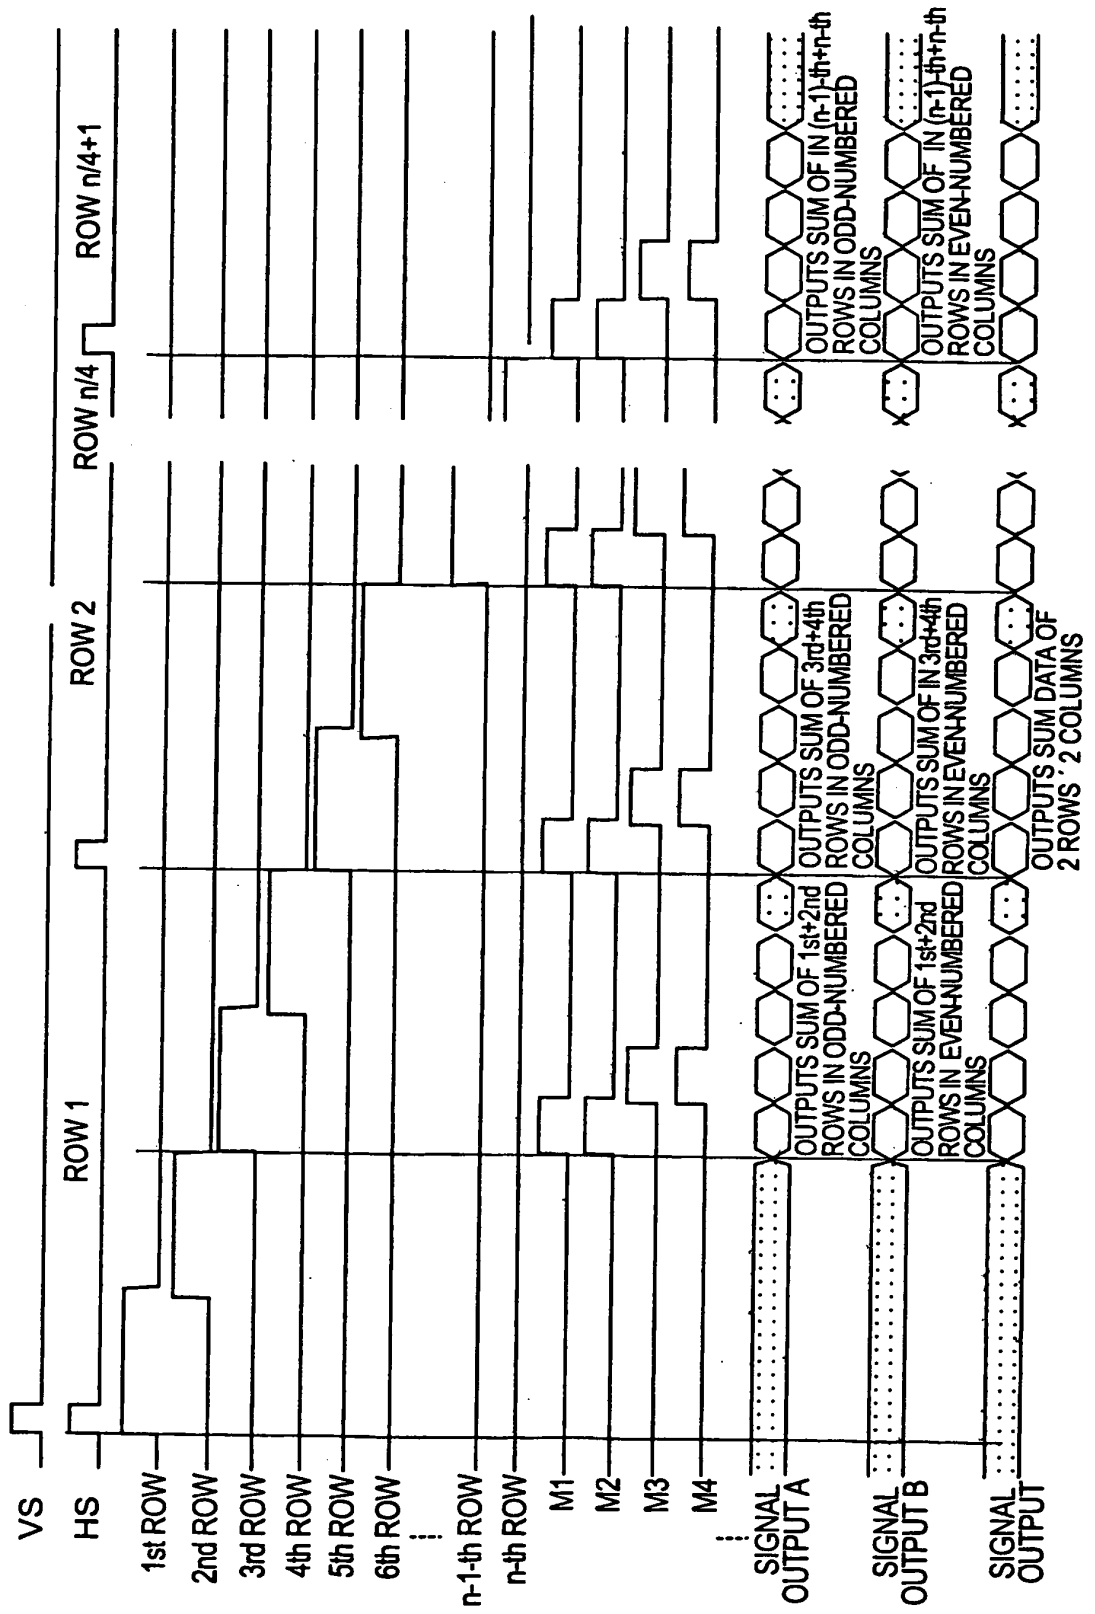 VS
HS
ROW 1
ROW 2
ROW n/4
ROW n/4+1
1st ROW
2nd ROW
3rd ROW
4th ROW
5th ROW
6th ROW
n-1-th ROW
n-th ROW
M1
M2
M3
M4
SIGNAL
OUTPUT A
OUTPUTS SUM OF 1st+2nd
ROWS IN ODD-NUMBERED
COLUMNS
OUTPUTS SUM OF 3rd+4th
ROWS IN ODD-NUMBERED
COLUMNS
OUTPUTS SUM OF IN (n-1)-th+n-th
ROWS IN ODD-NUMBERED
COLUMNS
SIGNAL
OUTPUT B
OUTPUTS SUM OF 1st+2nd
ROWS IN EVEN-NUMBERED
COLUMNS
OUTPUTS SUM OF IN 3rd+4th
ROWS IN EVEN-NUMBERED
COLUMNS
OUTPUTS SUM OF IN (n-1)-th+n-th
ROWS IN EVEN-NUMBERED
COLUMNS
SIGNAL
OUTPUT
OUTPUTS SUM DATA OF
2 ROWS ' 2 COLUMNS